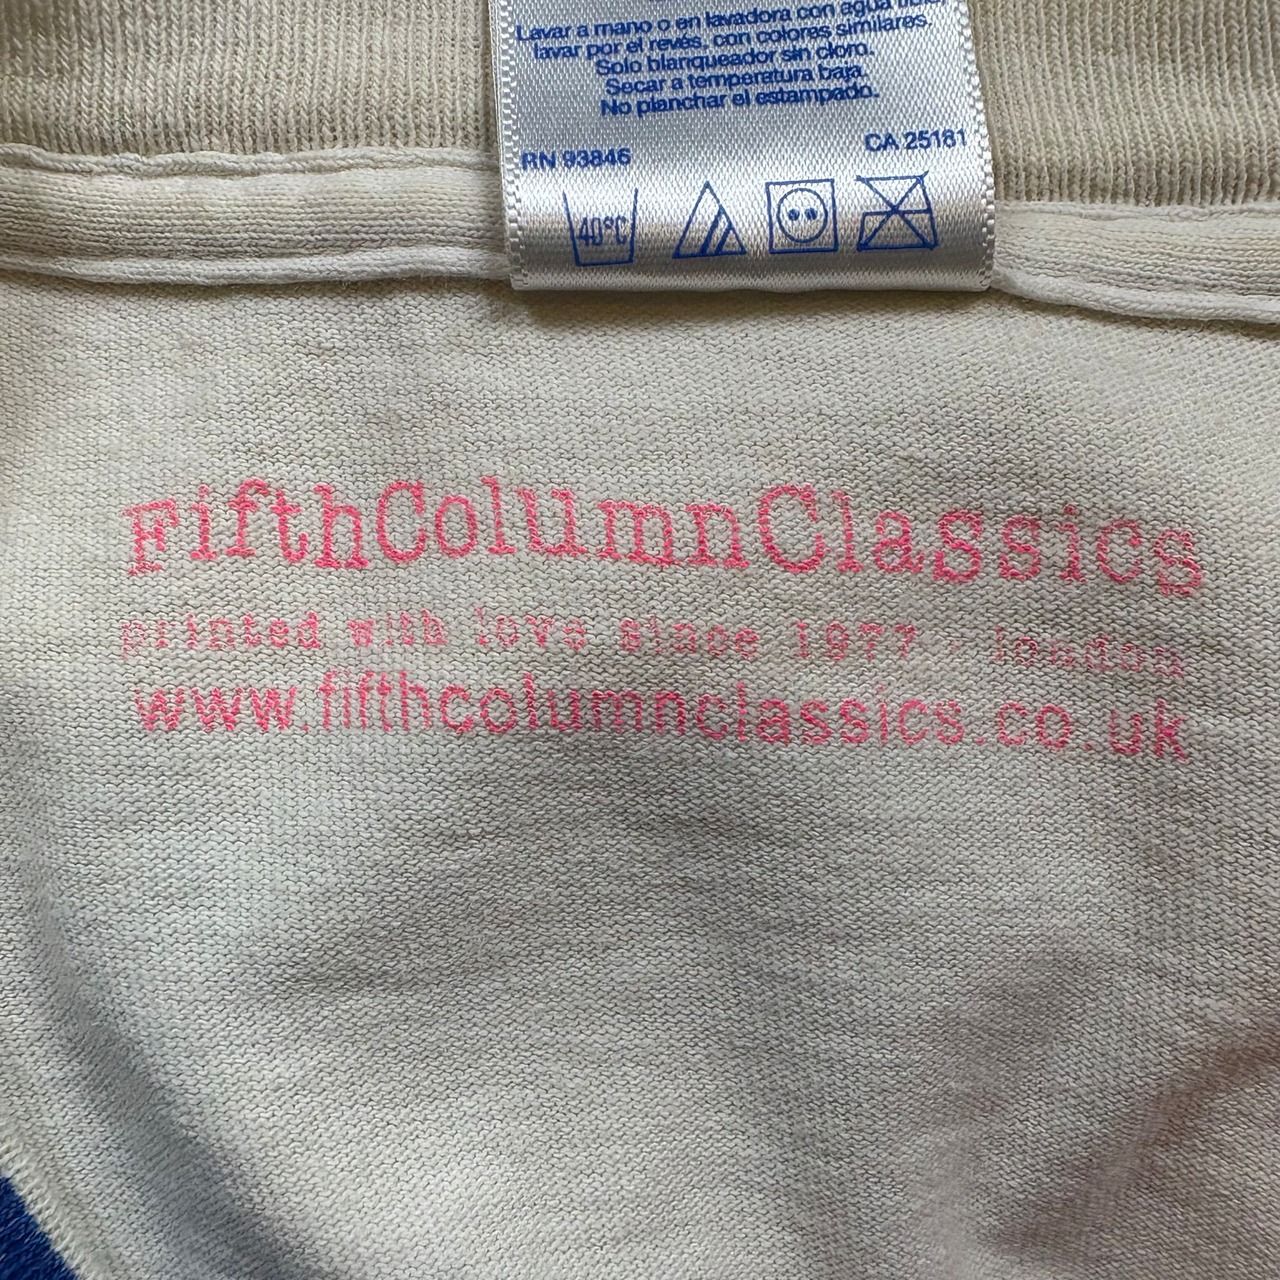 Lavar a mano o en lavadora con agua
lavar por el revés, con colores similares.
Solo blanqueador sin cloro.
Secar a temperatura baja.
No planchar el estampado.
RN 93846
CA 25181
40°C
FifthColumnClassics
printed with love since 1977 - london
www.fifthcolumnclassics.co.uk